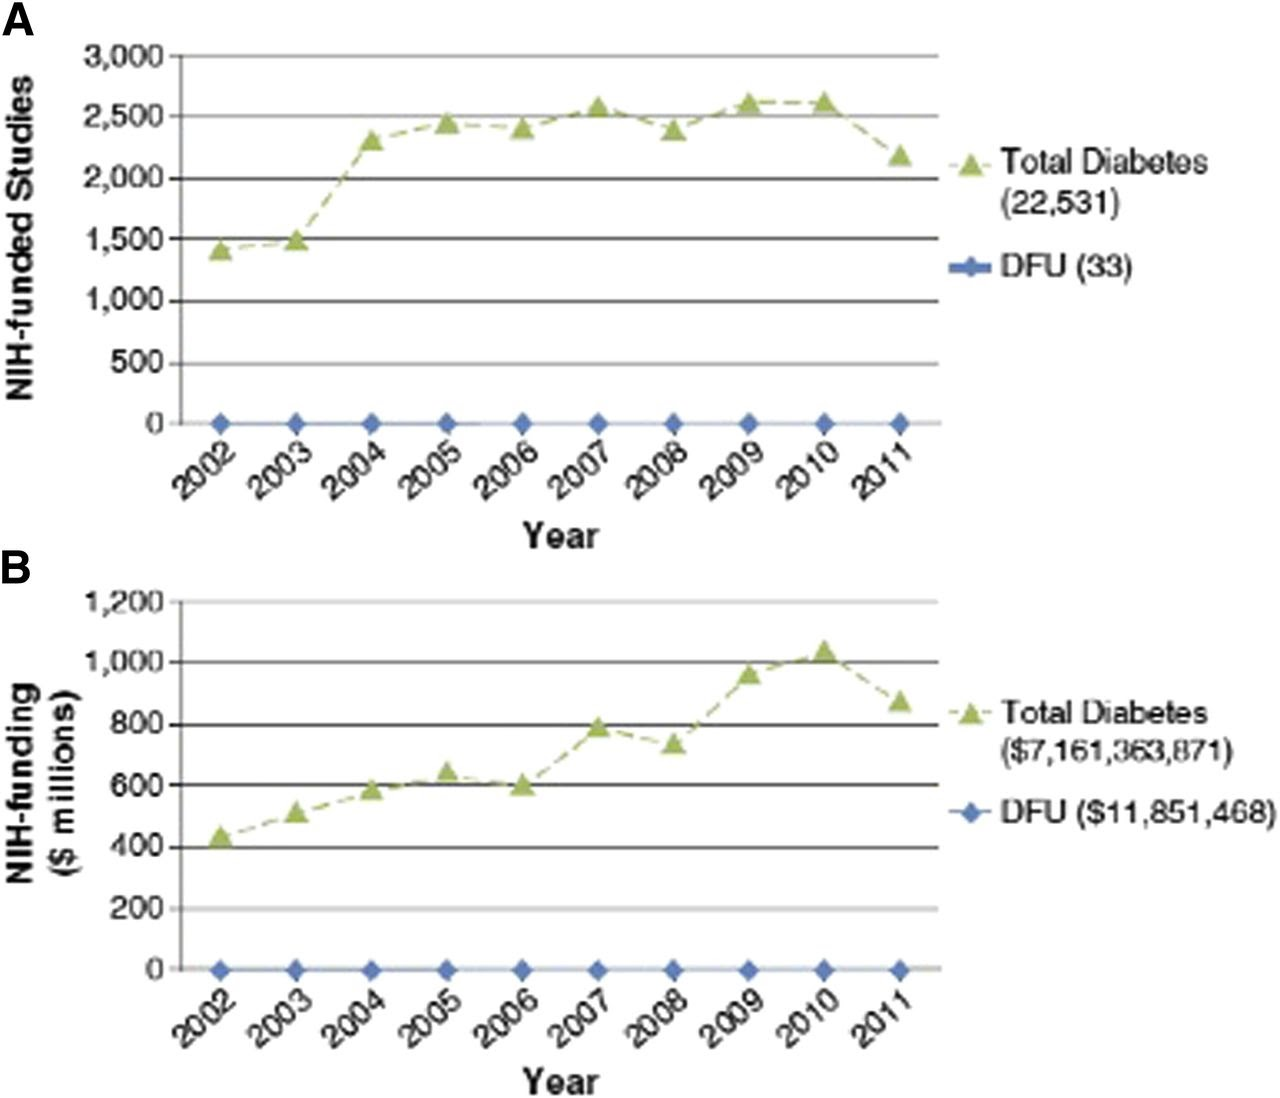 A
NIH-funded Studies
3,000
2,500
2,000
1,500
1,000
500
0
2002 2003 2004 2005 2006 2007 2008 2009 2010 2011
Year
Total Diabetes
(22,531)
DFU (33)
B
NIH-funding
($ millions)
1,200
1,000
800
600
400
200
0
2002 2003 2004 2005 2006 2007 2008 2009 2010 2011
Year
Total Diabetes
($7,161,363,871)
DFU ($11,851,468)